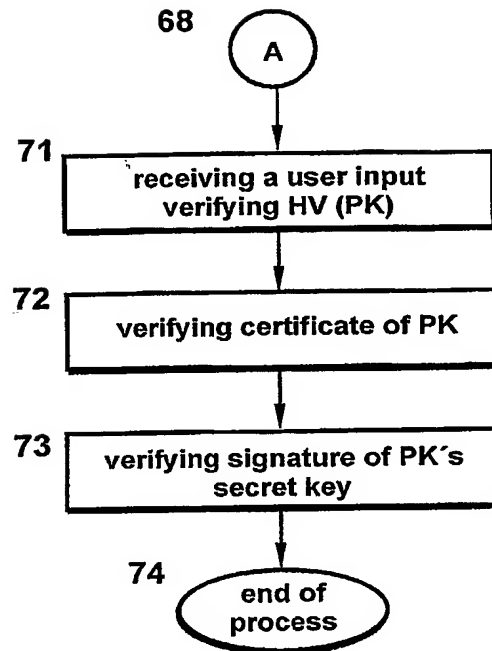 68
A
71
receiving a user input
verifying HV (PK)
72
verifying certificate of PK
73
verifying signature of PK´s
secret key
74
end of
process